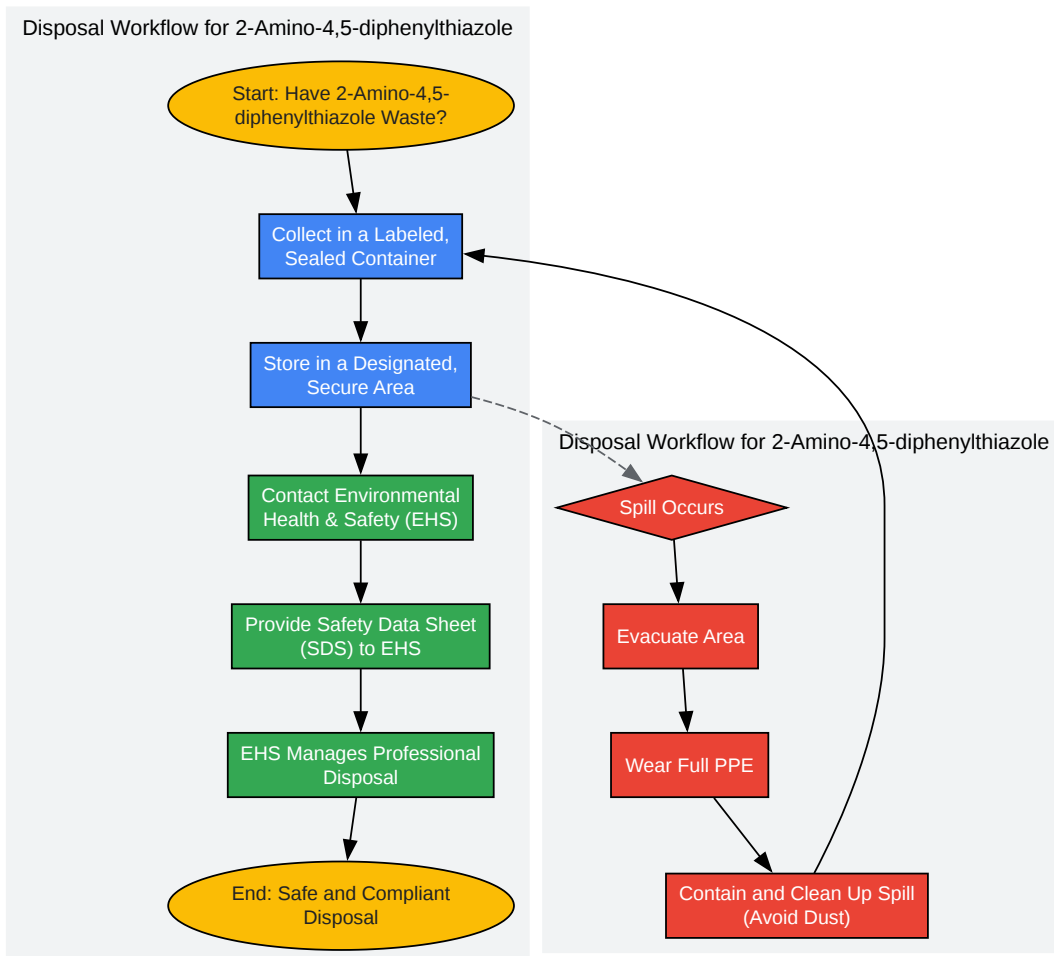 Disposal Workflow for 2-Amino-4,5-diphenylthiazole
Start: Have 2-Amino-4,5-
diphenylthiazole Waste?
Collect in a Labeled,
Sealed Container
Store in a Designated,
Secure Area
Contact Environmental
Health & Safety (EHS)
Provide Safety Data Sheet
(SDS) to EHS
EHS Manages Professional
Disposal
End: Safe and Compliant
Disposal
Disposal Workflow for 2-Amino-4,5-diphenylthiazole
Spill Occurs
Evacuate Area
Wear Full PPE
Contain and Clean Up Spill
(Avoid Dust)